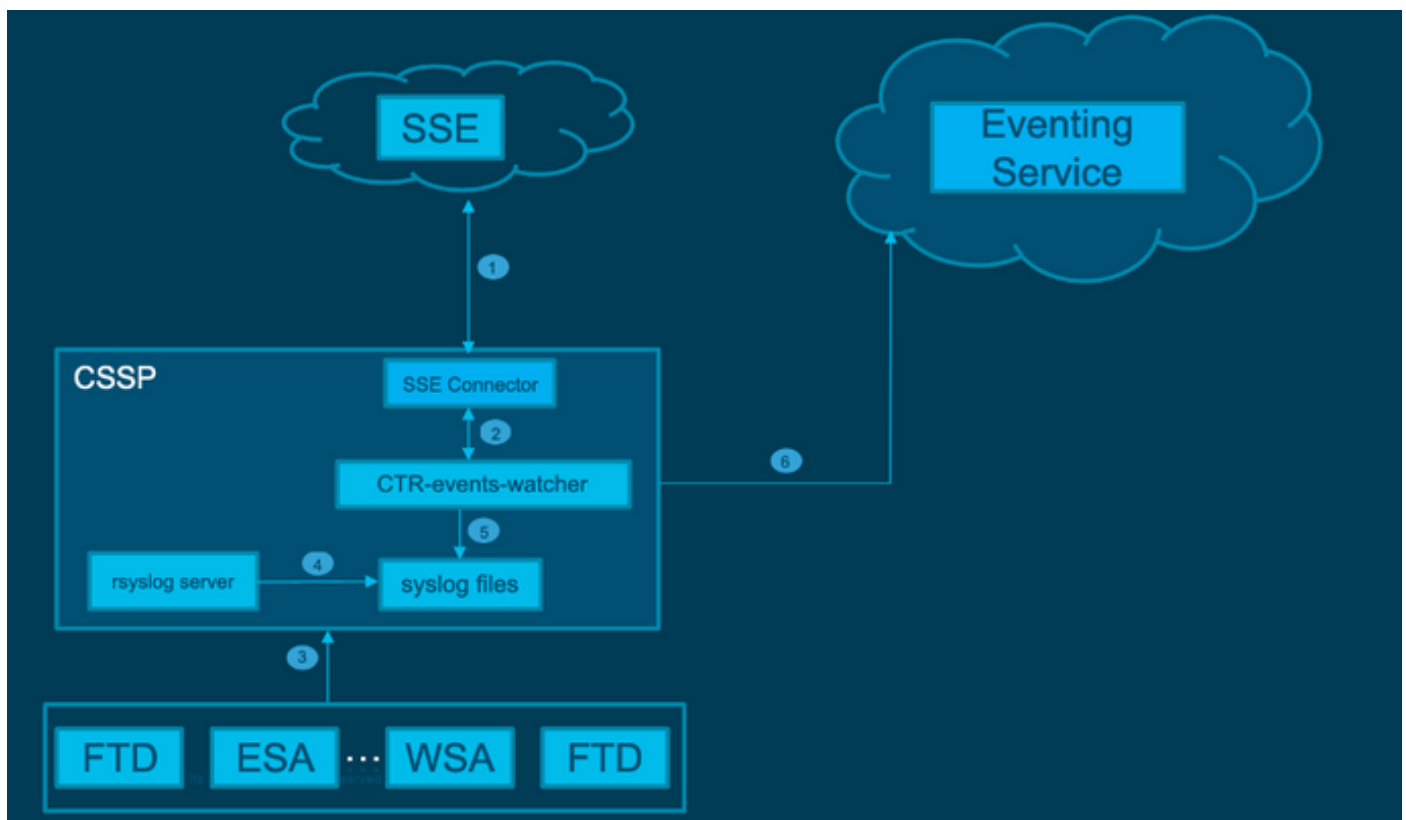 SSE
Eventing
Service
1
CSSP
SSE Connector
2
CTR-events-watcher
6
5
rsyslog server
4
syslog files
3
FTD
ESA
...
WSA
FTD
served